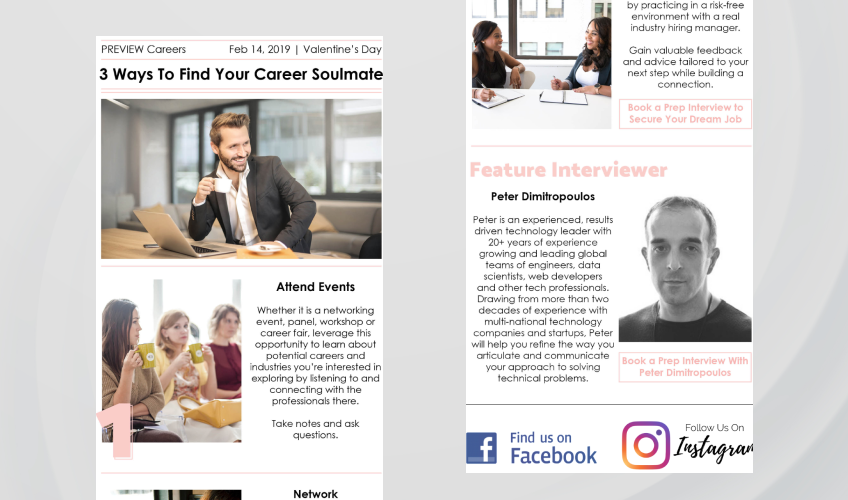 PREVIEW Careers
Feb 14, 2019 | Valentine's Day
3 Ways To Find Your Career Soulmate
Attend Events
Whether it is a networking
event, panel, workshop or
career fair, leverage this
opportunity to learn about
potential careers and
industries you're interested in
exploring by listening to and
connecting with the
professionals there.
Take notes and ask
questions.
1
Network
by practicing in a risk-free
environment with a real
industry hiring manager.
Gain valuable feedback
and advice tailored to your
next step while building a
connection.
Book a Prep Interview to
Secure Your Dream Job
Feature Interviewer
Peter Dimitropoulos
Peter is an experienced, results
driven technology leader with
20+ years of experience
growing and leading global
teams of engineers, data
scientists, web developers
and other tech professionals.
Drawing from more than two
decades of experience with
multi-national technology
companies and startups, Peter
will help you refine the way you
articulate and communicate
your approach to solving
technical problems.
Book a Prep Interview With
Peter Dimitropoulos
Find us on
Facebook
Follow Us On
Instagram